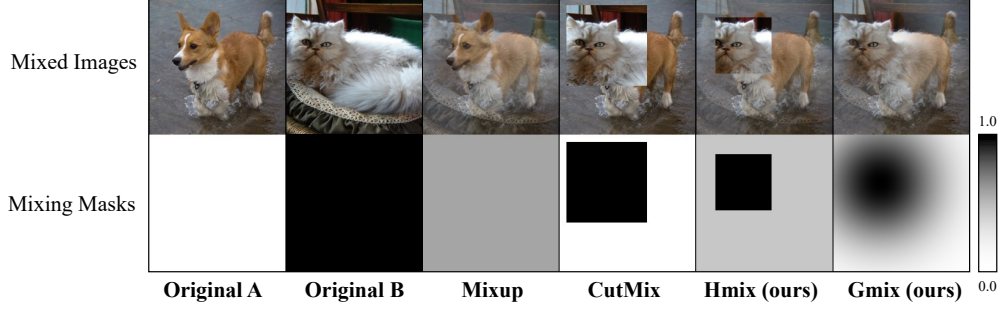 Mixed Images
Mixing Masks
1.0
0.0
Original A
Original B
Mixup
CutMix
Hmix (ours)
Gmix (ours)